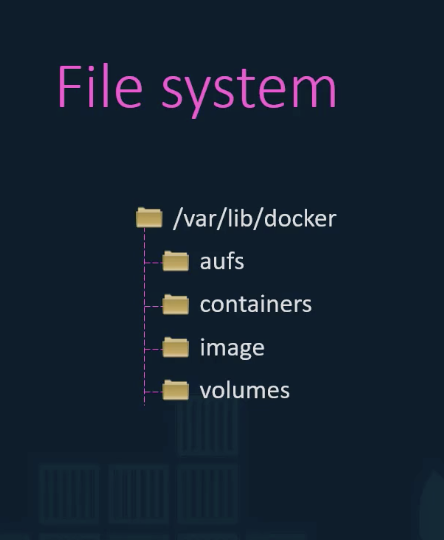 File system
/var/lib/docker
aufs
containers
image
volumes